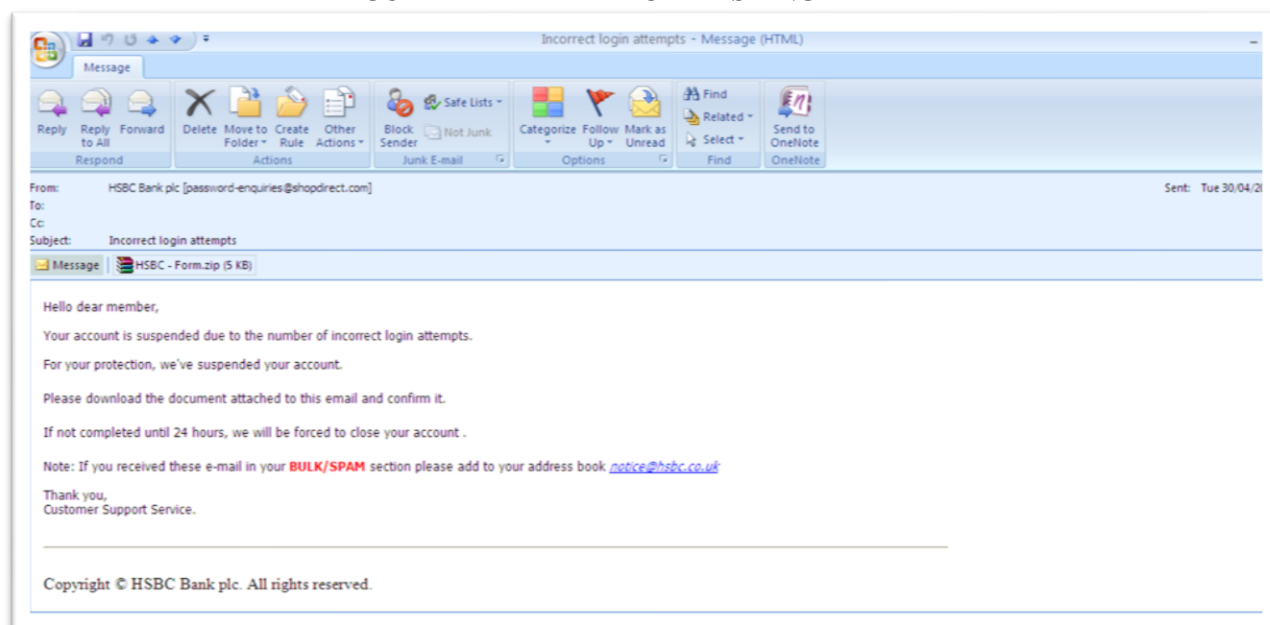 Incorrect login attempts - Message (HTML)
Message
Reply Reply to All Forward Delete Move to Folder Create Rule Other Actions Block Sender Safe Lists Not Junk Categorize Follow Up Mark as Unread Find Related Select Send to OneNote
Respond Actions Junk E-mail Options Find OneNote
From: HSBC Bank plc [password-enquiries@shopdirect.com] Sent: Tue 30/04/20
To:
Cc:
Subject: Incorrect login attempts
Message HSBC - Form.zip (5 KB)
Hello dear member,
Your account is suspended due to the number of incorrect login attempts.
For your protection, we've suspended your account.
Please download the document attached to this email and confirm it.
If not completed until 24 hours, we will be forced to close your account .
Note: If you received these e-mail in your BULK/SPAM section please add to your address book notice@hsbc.co.uk
Thank you,
Customer Support Service.
Copyright © HSBC Bank plc. All rights reserved.